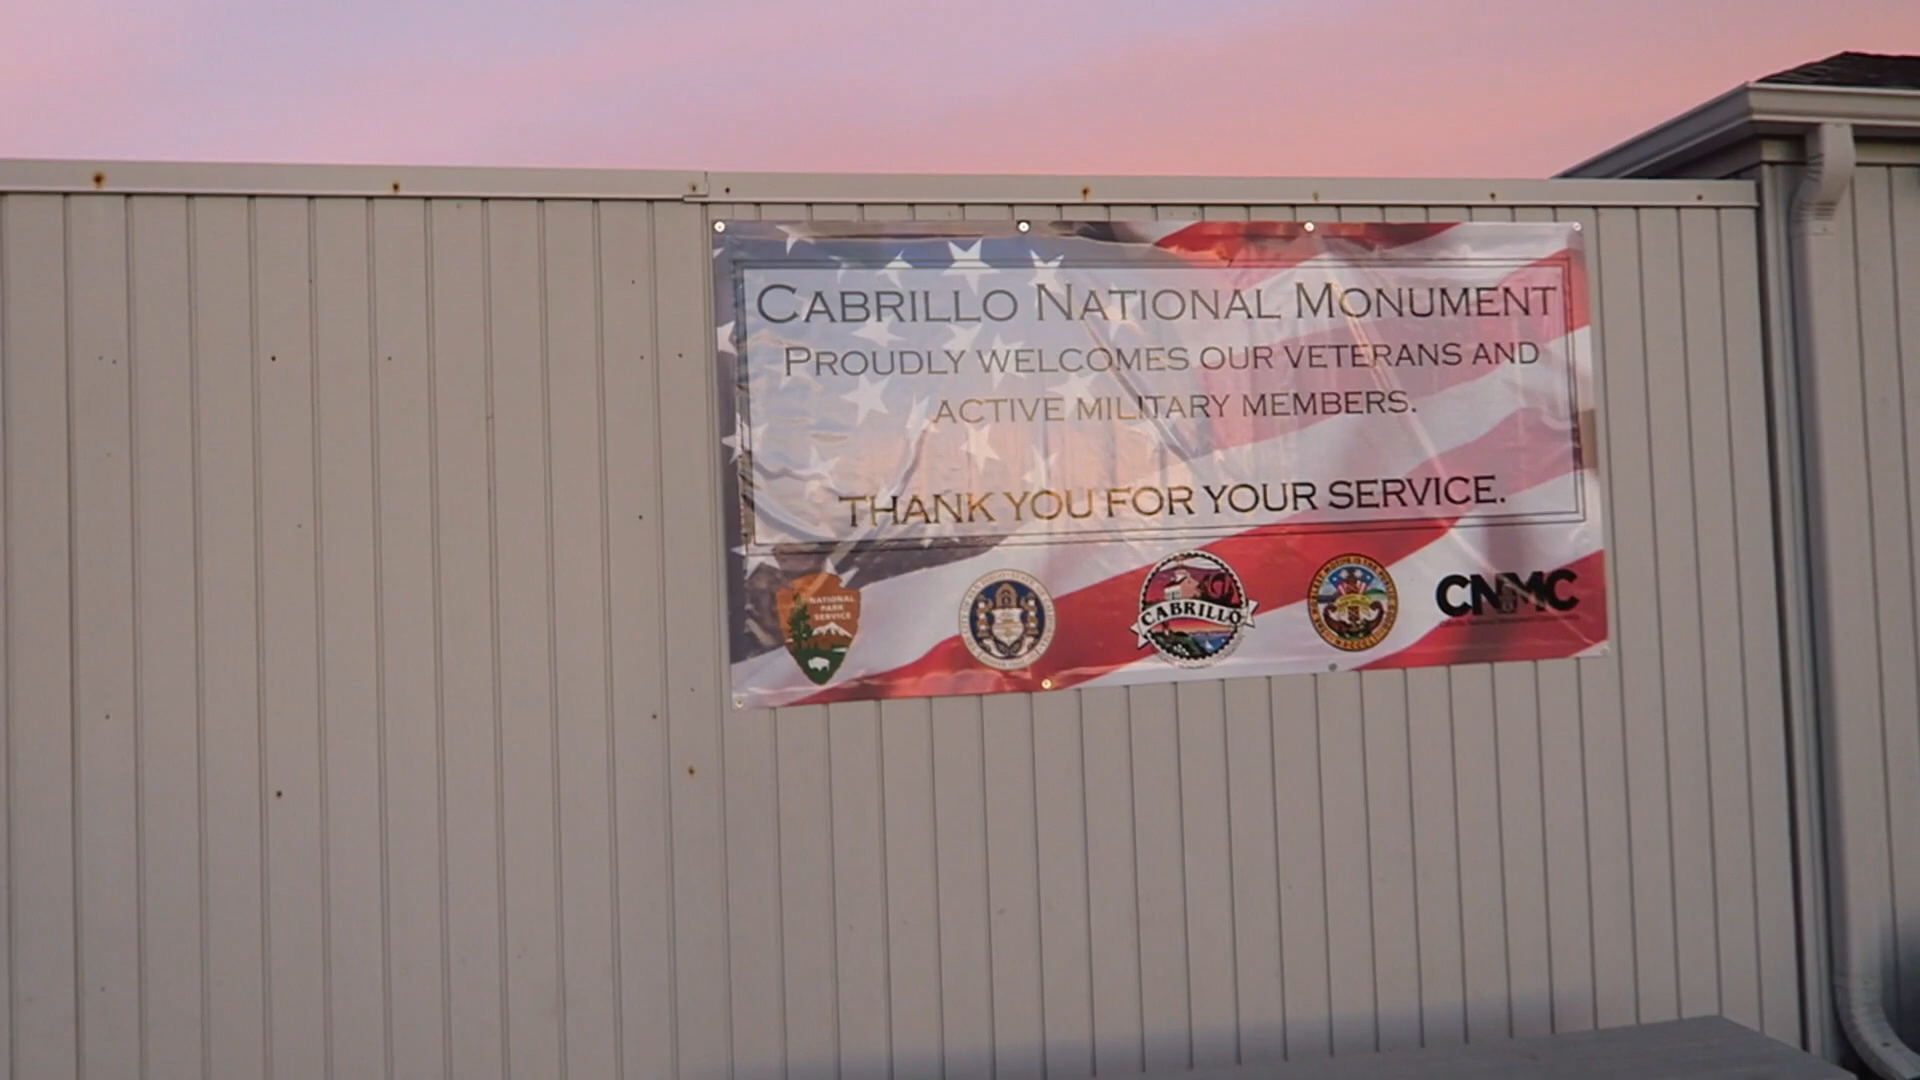 CABRILLO NATIONAL MONUMENT
PROUDLY WELCOMES OUR VETERANS AND
ACTIVE MILITARY MEMBERS.
THANK YOU FOR YOUR SERVICE.
NATIONAL
PARK
SERVICE
CABRILLO
CNMC